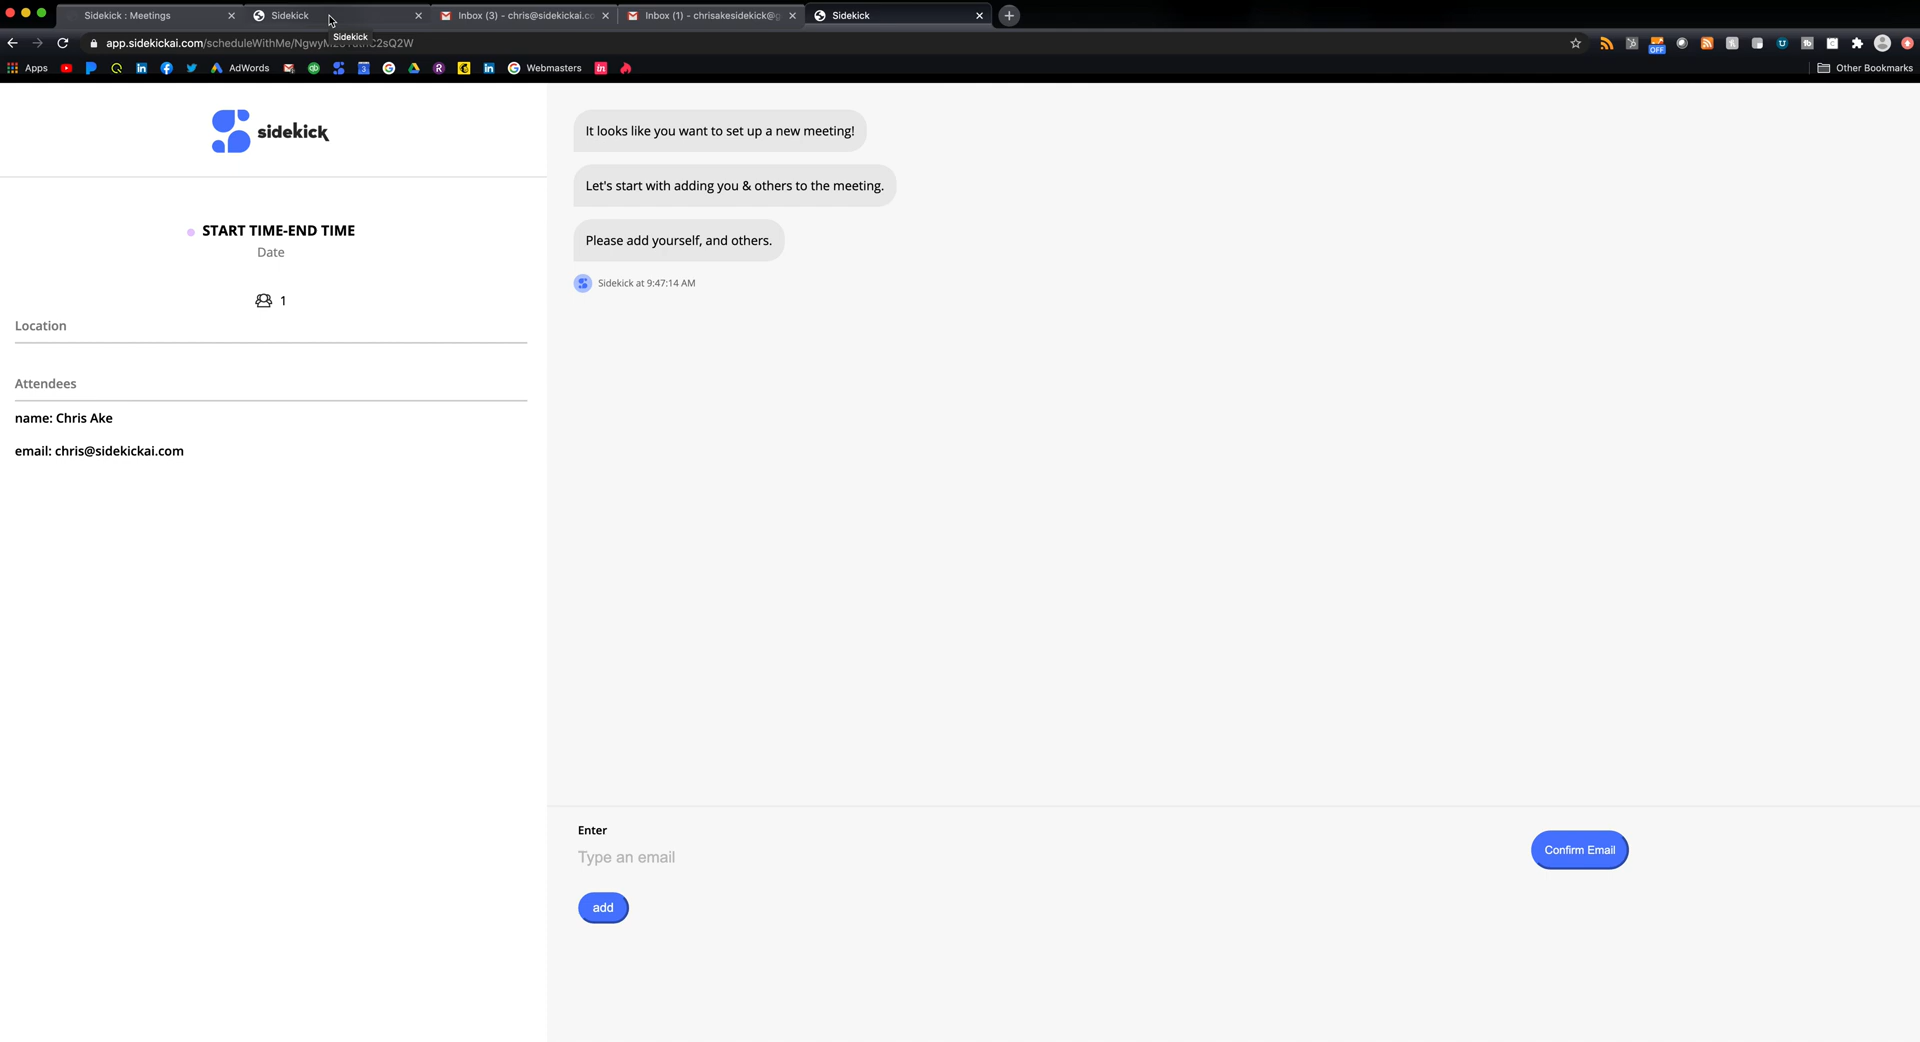 Sidekick : Meetings
Sidekick
Inbox (3) - chris@sidekickai.co
Inbox (1) - chrisakesidekick@g
Sidekick
Sidekick
app.sidekickai.com/scheduleWithMe/
Apps
AdWords
Webmasters
Other Bookmarks
OFF
sidekick
START TIME-END TIME
Date
1
Location
Attendees
name: Chris Ake
email: chris@sidekickai.com
It looks like you want to set up a new meeting!
Let's start with adding you & others to the meeting.
Please add yourself, and others.
Sidekick at 9:47:14 AM
Enter
Type an email
Confirm Email
add